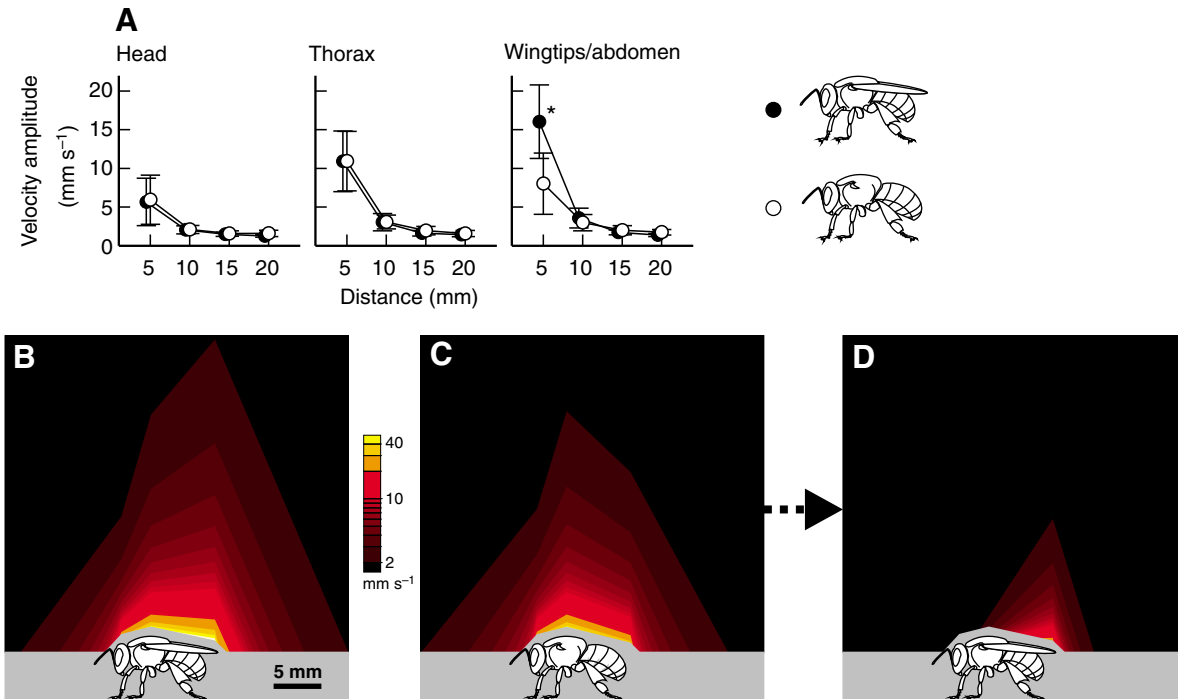 A
Head
Thorax
Wingtips/abdomen
Velocity amplitude
(mm s⁻¹)
20
15
10
5
0
*
5 10 15 20
5 10 15 20
5 10 15 20
Distance (mm)
B
C
D
40
10
2
mm s⁻¹
5 mm